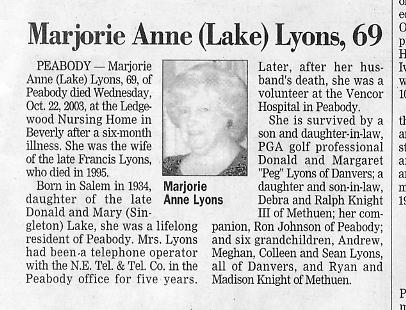 Marjorie Anne (Lake) Lyons, 69
PEABODY — Marjorie
Anne (Lake) Lyons, 69, of
Peabody died Wednesday,
Oct. 22, 2003, at the Ledge-
wood Nursing Home in
Beverly after a six-month
illness. She was the wife
of the late Francis Lyons,
who died in 1995.
Born in Salem in 1934,
daughter of the late
Donald and Mary (Sin-
gleton) Lake, she was a lifelong
resident of Peabody. Mrs. Lyons
had been a telephone operator
with the N.E. Tel. & Tel. Co. in the
Peabody office for five years.
Marjorie
Anne Lyons
Later, after her hus-
band's death, she was a
volunteer at the Vencor
Hospital in Peabody.
She is survived by a
son and daughter-in-law,
PGA golf professional
Donald and Margaret
"Peg" Lyons of Danvers; a
daughter and son-in-law,
Debra and Ralph Knight
III of Methuen; her com-
panion, Ron Johnson of Peabody;
and six grandchildren, Andrew,
Meghan, Colleen and Sean Lyons,
all of Danvers, and Ryan and
Madison Knight of Methuen.